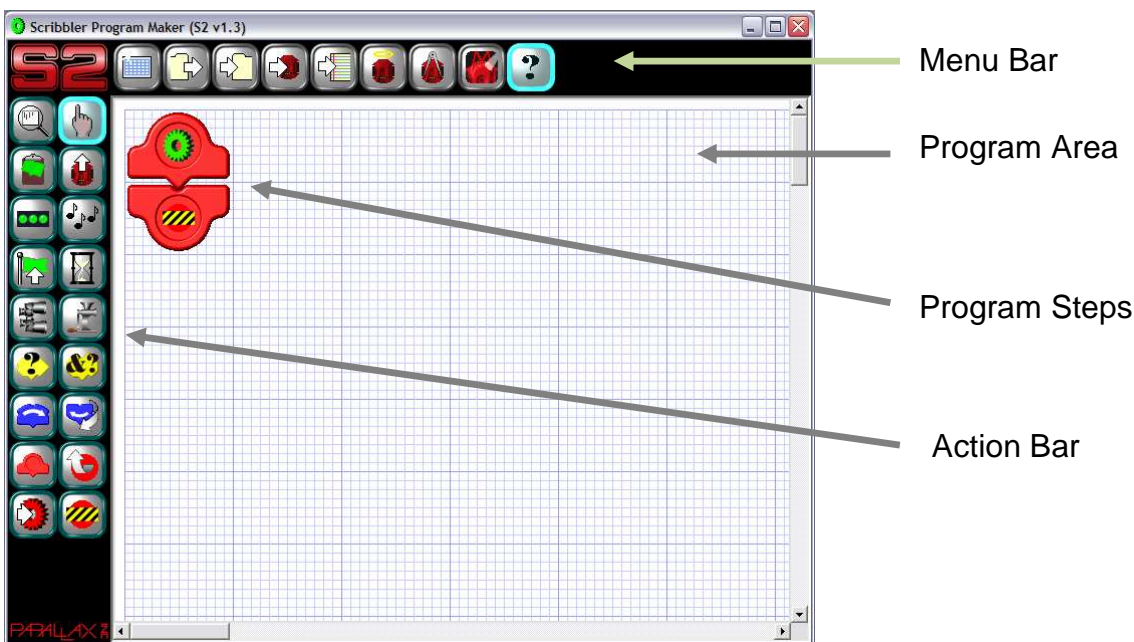 Scribbler Program Maker (S2 v1.3)
S2
?
Menu Bar
Program Area
Program Steps
?
&?
Action Bar
PARALLAX